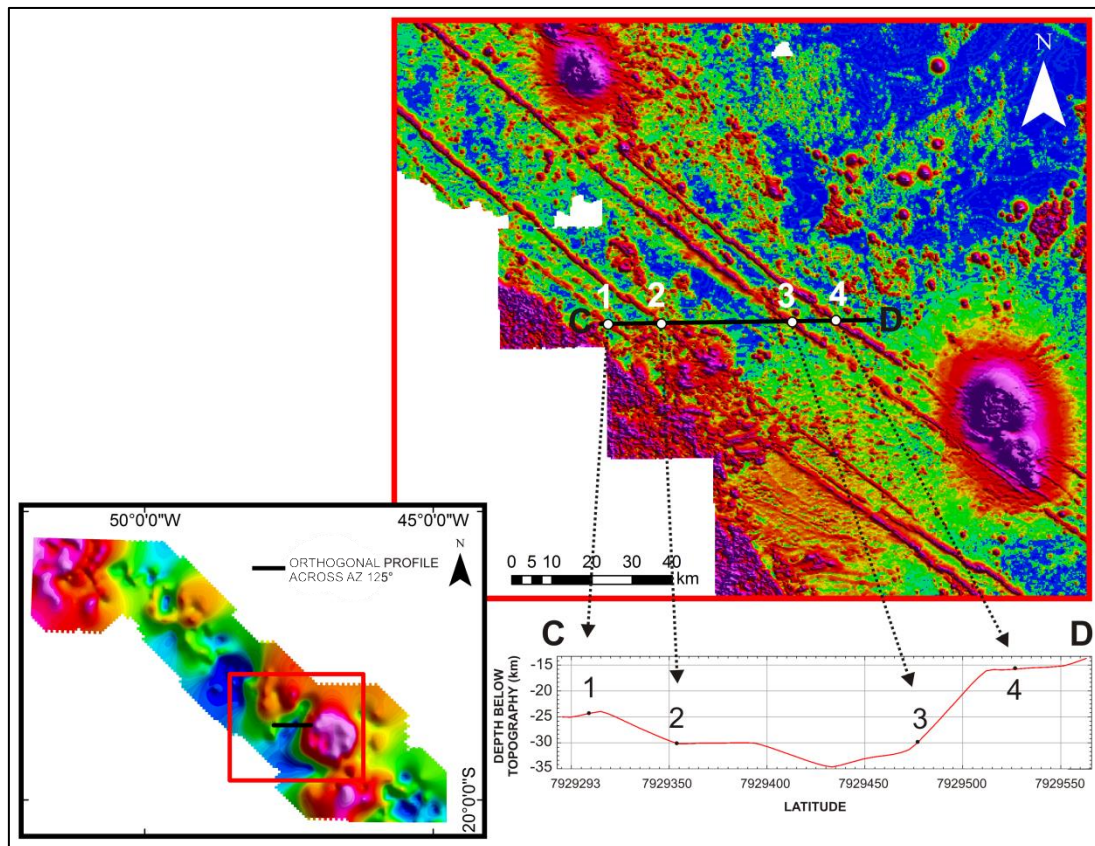 N
1 2 3 4
C D
0 5 10 20 30 40
km
50°0'0"W 45°0'0"W
N
ORTHOGONAL PROFILE
ACROSS AZ 125°
20°0'0"S
C D
DEPTH BELOW
TOPOGRAPHY (km)
-15
-20
-25
-30
-35
1 2 3 4
7929293 7929350 7929400 7929450 7929500 7929550
LATITUDE